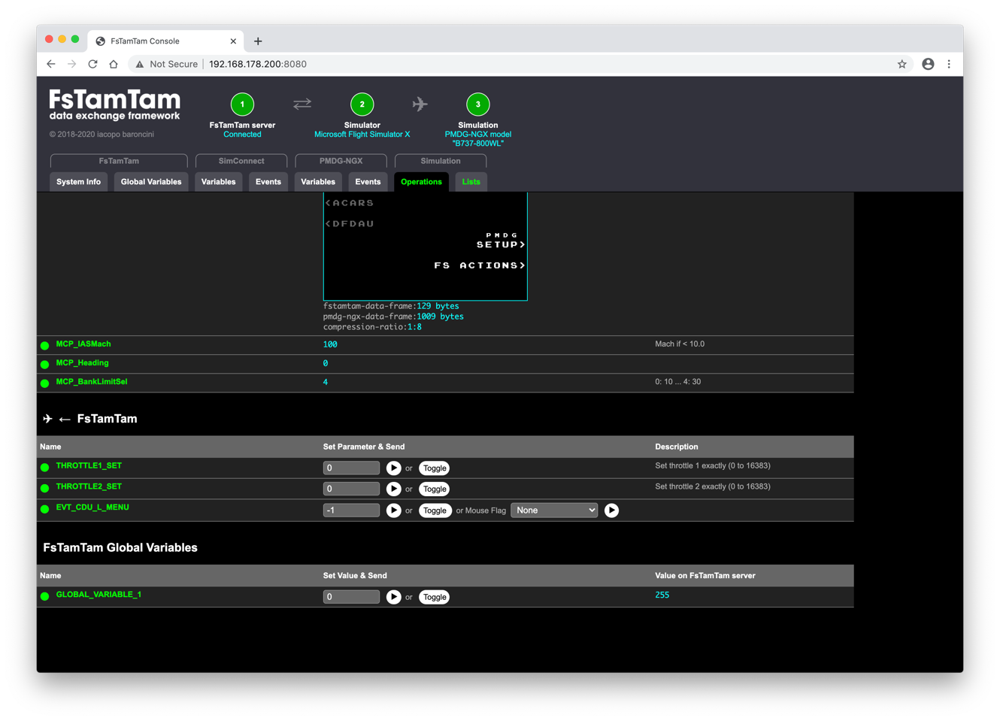 FsTamTam Console
Not Secure 192.168.178.200:8080
FsTamTam
data exchange framework
© 2018-2020 iacopo baroncini
1
FsTamTam server
Connected
2
Simulator
Microsoft Flight Simulator X
3
Simulation
PMDG-NGX model
"B737-800WL"
FsTamTam SimConnect PMDG-NGX Simulation
System Info Global Variables Variables Events Variables Events Operations Lists
<ACARS
<DFDAU
PMDG
SETUP>
FS ACTIONS>
fstamtam-data-frame:129 bytes
pmdg-ngx-data-frame:1009 bytes
compression-ratio:1:8
MCP_IASMach 100 Mach if < 10.0
MCP_Heading 0
MCP_BankLimitSel 4 0: 10 ... 4: 30
← FsTamTam
Name Set Parameter & Send Description
THROTTLE1_SET 0 or Toggle Set throttle 1 exactly (0 to 16383)
THROTTLE2_SET 0 or Toggle Set throttle 2 exactly (0 to 16383)
EVT_CDU_L_MENU -1 or Toggle or Mouse Flag None
FsTamTam Global Variables
Name Set Value & Send Value on FsTamTam server
GLOBAL_VARIABLE_1 0 or Toggle 255